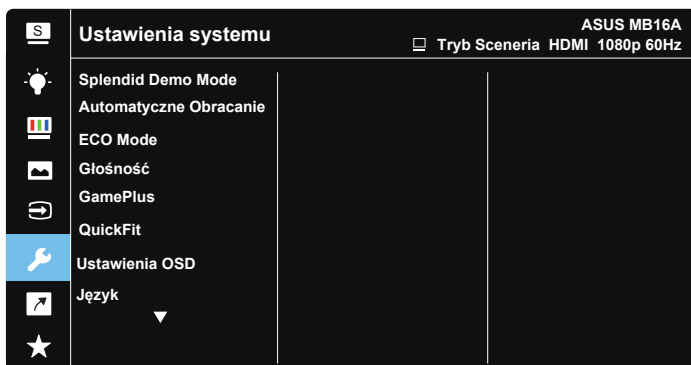 S
Ustawienia systemu
ASUS MB16A
Tryb Sceneria HDMI 1080p 60Hz
Splendid Demo Mode
Automatyczne Obracanie
ECO Mode
Głośność
GamePlus
QuickFit
Ustawienia OSD
Język